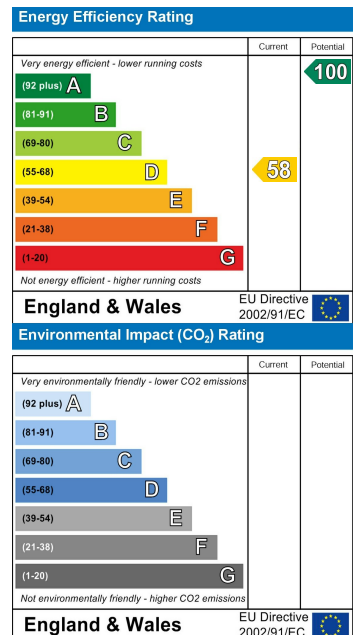 Energy Efficiency Rating
Current Potential
Very energy efficient - lower running costs
(92 plus) A
100
(81-91) B
(69-80) C
(55-68) D
58
(39-54) E
(21-38) F
(1-20) G
Not energy efficient - higher running costs
England & Wales
EU Directive
2002/91/EC
Environmental Impact (CO₂) Rating
Current Potential
Very environmentally friendly - lower CO2 emissions
(92 plus) A
(81-91) B
(69-80) C
(55-68) D
(39-54) E
(21-38) F
(1-20) G
Not environmentally friendly - higher CO2 emissions
England & Wales
EU Directive
2002/91/EC